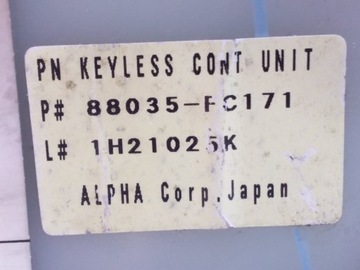 PN KEYLESS CONT UNIT
P# 88035-FC171
L# 1H21025K
ALPHA Corp.Japan